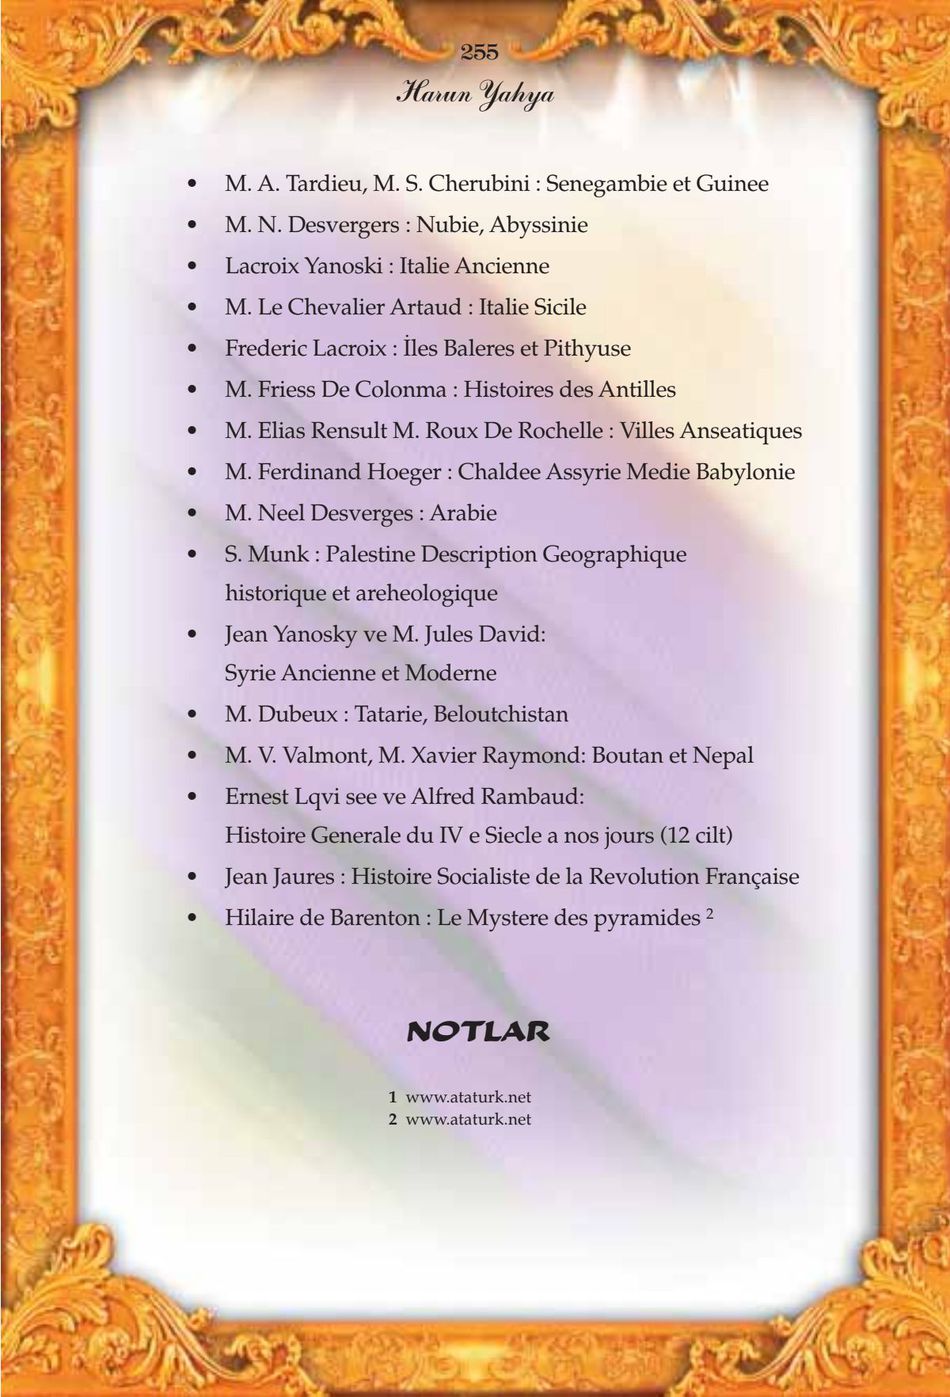 255
Harun Yahya
• M. A. Tardieu, M. S. Cherubini : Senegambie et Guinee
• M. N. Desvergers : Nubie, Abyssinie
• Lacroix Yanoski : Italie Ancienne
• M. Le Chevalier Artaud : Italie Sicile
• Frederic Lacroix : İles Baleres et Pithyuse
• M. Friess De Colonma : Histoires des Antilles
• M. Elias Rensult M. Roux De Rochelle : Villes Anseatiques
• M. Ferdinand Hoeger : Chaldee Assyrie Medie Babylonie
• M. Neel Desverges : Arabie
• S. Munk : Palestine Description Geographique
historique et areheologique
• Jean Yanosky ve M. Jules David:
Syrie Ancienne et Moderne
• M. Dubeux : Tatarie, Beloutchistan
• M. V. Valmont, M. Xavier Raymond: Boutan et Nepal
• Ernest Lqvi see ve Alfred Rambaud:
Histoire Generale du IV e Siecle a nos jours (12 cilt)
• Jean Jaures : Histoire Socialiste de la Revolution Française
• Hilaire de Barenton : Le Mystere des pyramides ²
NOTLAR
1 www.ataturk.net
2 www.ataturk.net